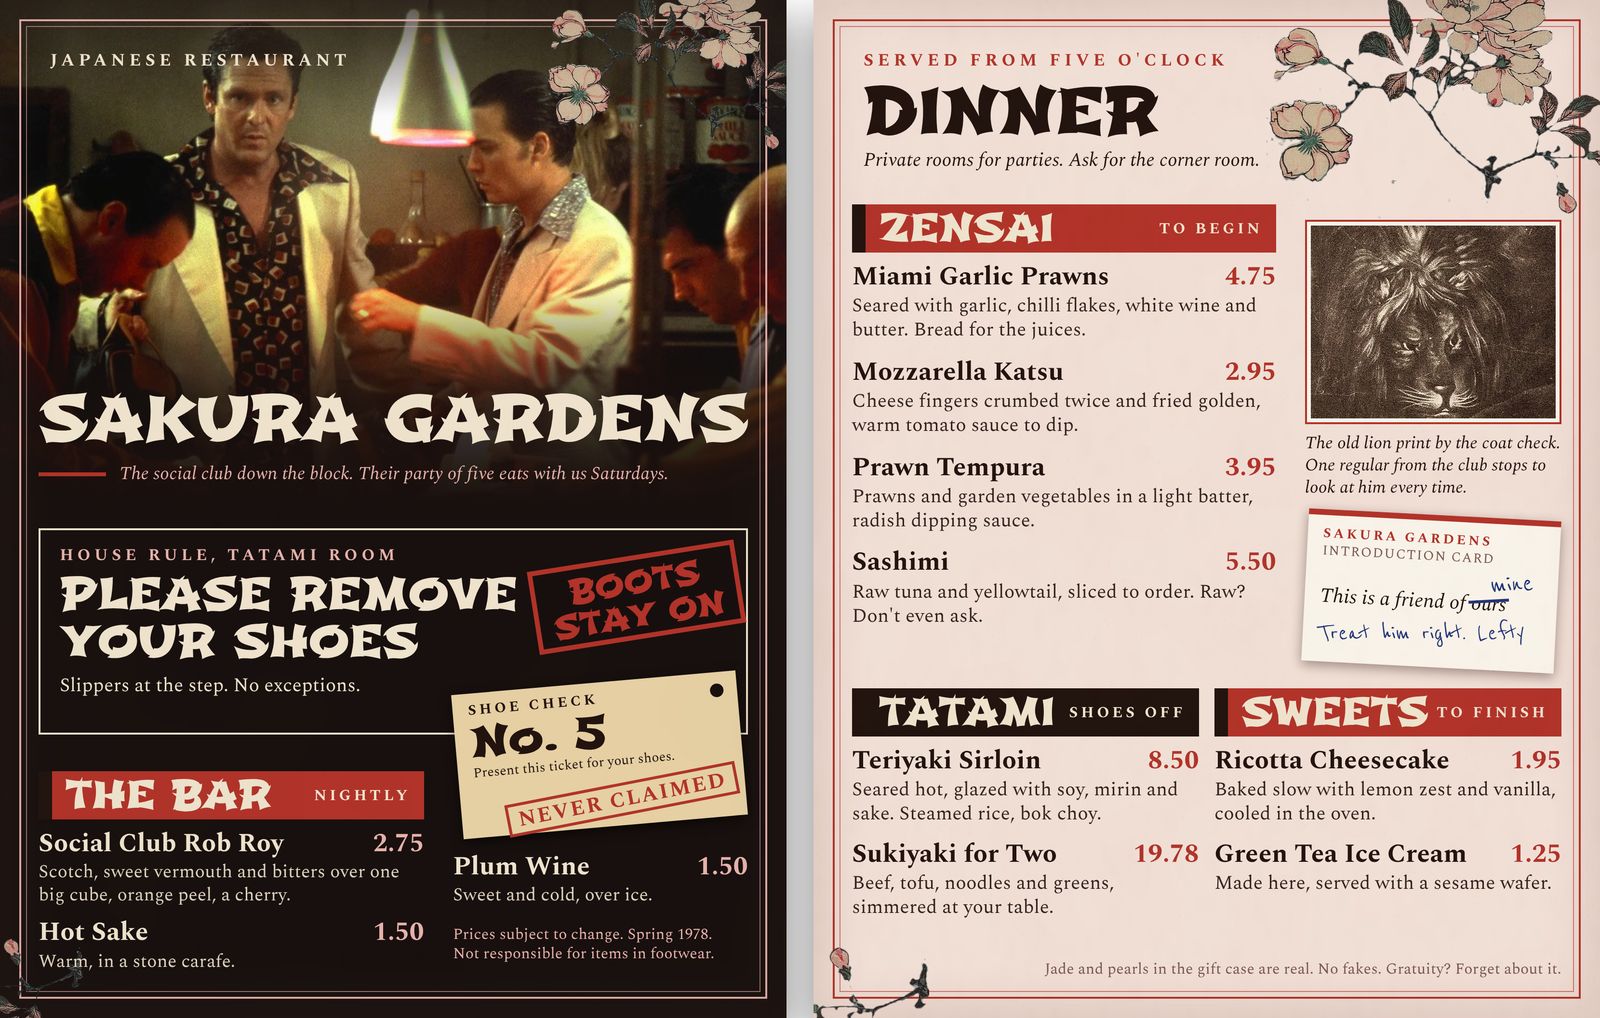 JAPANESE RESTAURANT
SAKURA GARDENS
The social club down the block. Their party of five eats with us Saturdays.
HOUSE RULE, TATAMI ROOM
PLEASE REMOVE
YOUR SHOES
Slippers at the step. No exceptions.
BOOTS
STAY ON
SHOE CHECK
No. 5
Present this ticket for your shoes.
NEVER CLAIMED
THE BAR NIGHTLY
Social Club Rob Roy 2.75
Scotch, sweet vermouth and bitters over one
big cube, orange peel, a cherry.
Hot Sake 1.50
Warm, in a stone carafe.
Plum Wine 1.50
Sweet and cold, over ice.
Prices subject to change. Spring 1978.
Not responsible for items in footwear.
SERVED FROM FIVE O'CLOCK
DINNER
Private rooms for parties. Ask for the corner room.
ZENSAI TO BEGIN
Miami Garlic Prawns 4.75
Seared with garlic, chilli flakes, white wine and
butter. Bread for the juices.
Mozzarella Katsu 2.95
Cheese fingers crumbed twice and fried golden,
warm tomato sauce to dip.
Prawn Tempura 3.95
Prawns and garden vegetables in a light batter,
radish dipping sauce.
Sashimi 5.50
Raw tuna and yellowtail, sliced to order. Raw?
Don't even ask.
The old lion print by the coat check.
One regular from the club stops to
look at him every time.
SAKURA GARDENS
INTRODUCTION CARD
mine
This is a friend of ours
Treat him right. Lefty
TATAMI SHOES OFF
Teriyaki Sirloin 8.50
Seared hot, glazed with soy, mirin and
sake. Steamed rice, bok choy.
Sukiyaki for Two 19.78
Beef, tofu, noodles and greens,
simmered at your table.
SWEETS TO FINISH
Ricotta Cheesecake 1.95
Baked slow with lemon zest and vanilla,
cooled in the oven.
Green Tea Ice Cream 1.25
Made here, served with a sesame wafer.
Jade and pearls in the gift case are real. No fakes. Gratuity? Forget about it.